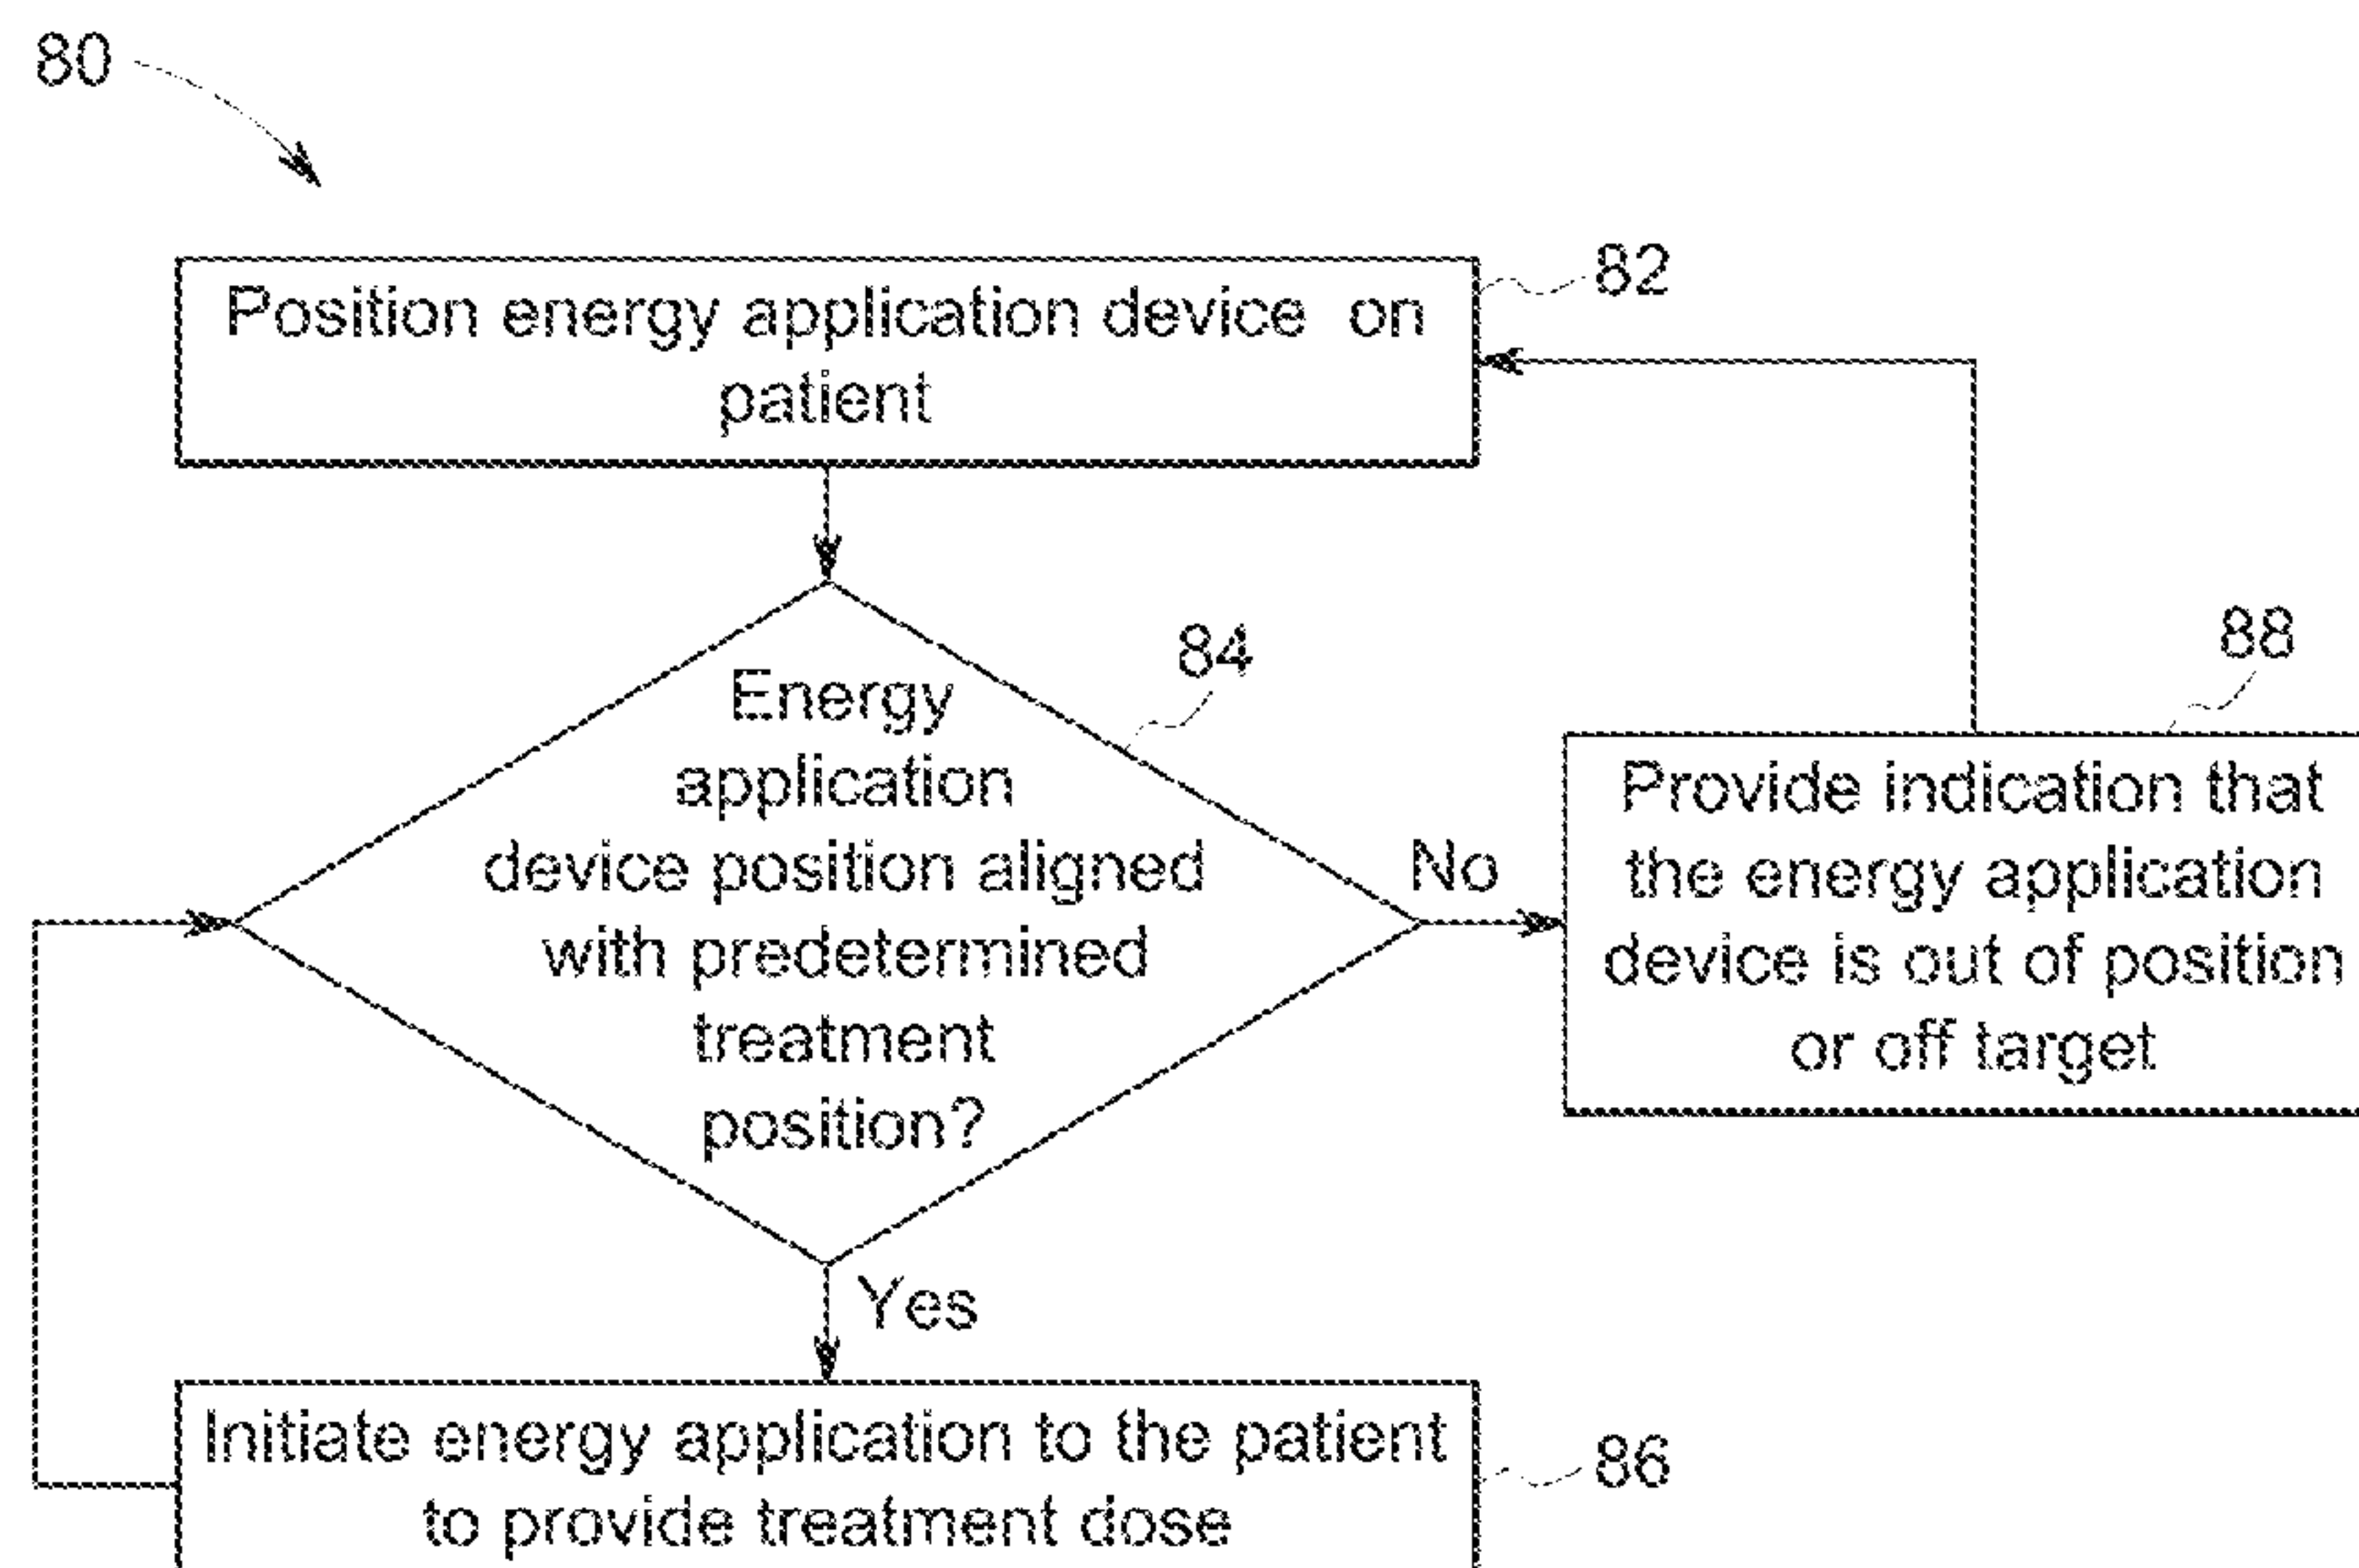 80
82
Position energy application device on
patient
84
Energy
application
device position aligned
with predetermined
treatment
position?
88
No
Provide indication that
the energy application
device is out of position
or off target
Yes
Initiate energy application to the patient
to provide treatment dose
86